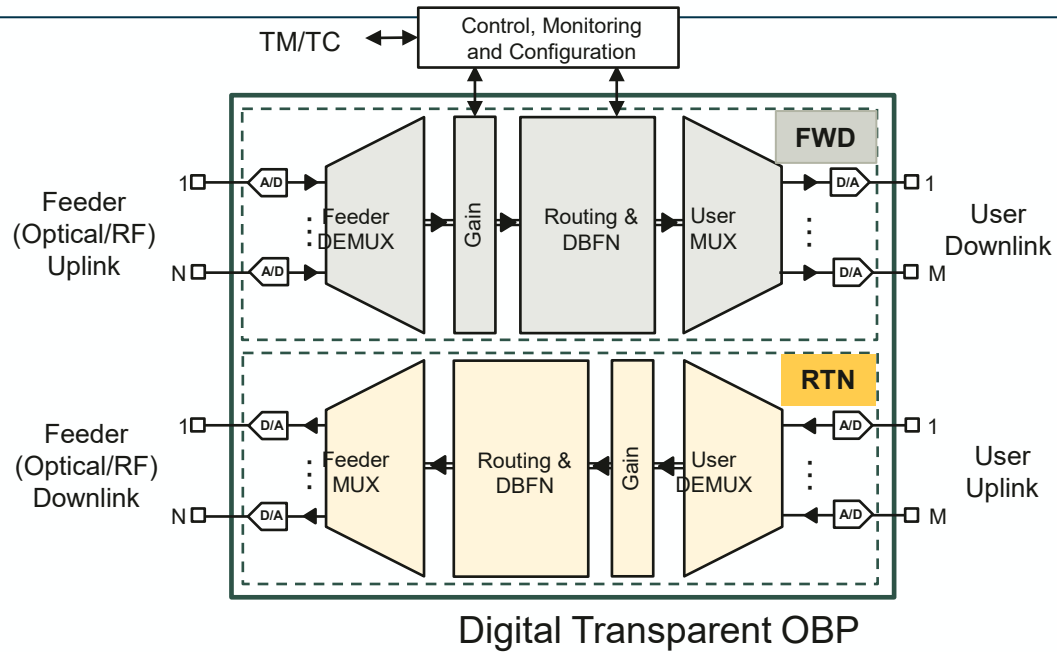 TM/TC
Control, Monitoring
and Configuration
FWD
Feeder
(Optical/RF)
Uplink
1
N
A/D
A/D
Feeder
DEMUX
Gain
Routing &
DBFN
User
MUX
D/A
D/A
1
M
User
Downlink
RTN
Feeder
(Optical/RF)
Downlink
1
N
D/A
D/A
Feeder
MUX
Routing &
DBFN
Gain
User
DEMUX
A/D
A/D
1
M
User
Uplink
Digital Transparent OBP